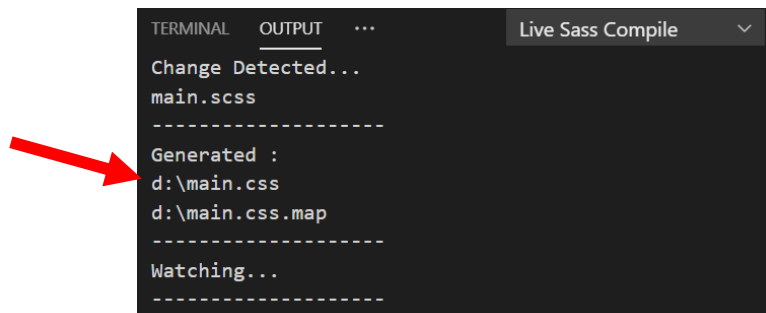 TERMINAL OUTPUT ··· Live Sass Compile
Change Detected...
main.scss
--------------------
Generated :
d:\main.css
d:\main.css.map
--------------------
Watching...
--------------------